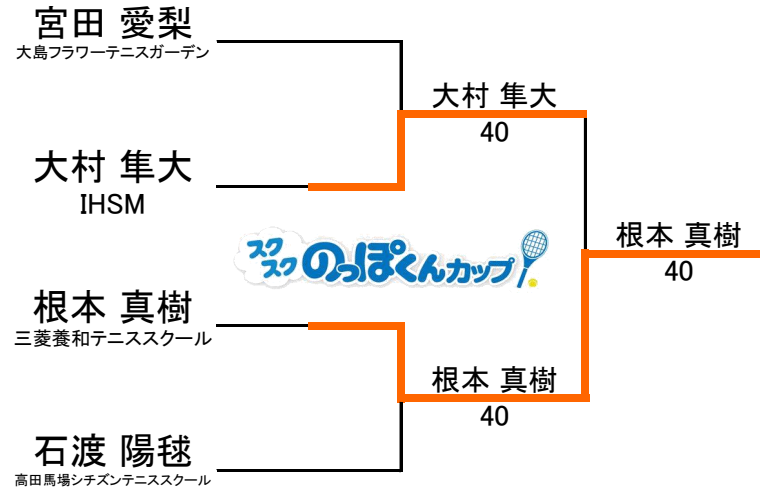 宮田 愛梨
大島フラワーテニスガーデン
大村 隼大
40
大村 隼大
IHSM
スクスク のっぽくんカップ
根本 真樹
40
根本 真樹
三菱養和テニススクール
根本 真樹
40
石渡 陽毬
高田馬場シチズンテニススクール